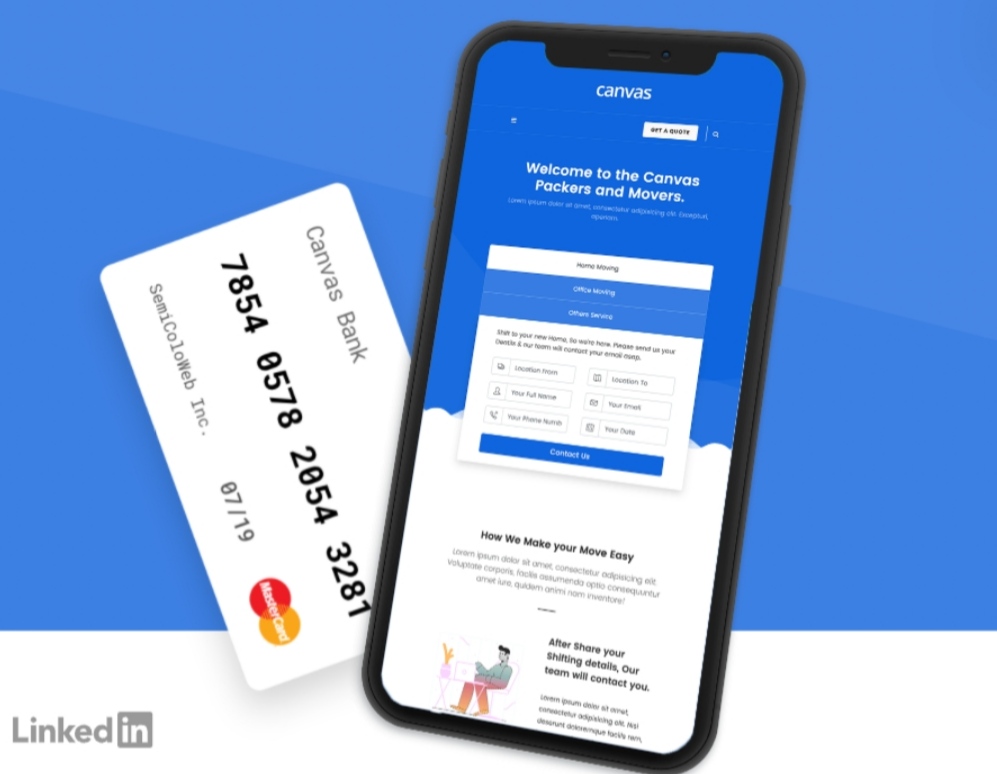 Canvas Bank
7854 0578 2054 3281
SemiColoWeb Inc.
07/19
MasterCard
canvas
GET A QUOTE
Welcome to the Canvas
Packers and Movers.
Lorem ipsum dolor sit amet, consectetur adipisicing elit. Excepturi,
aperiam.
Home Moving
Office Moving
Others Service
Shift to your new Home, So we're here. Please send us your
Details & our team will contact your email asap.
Location From
Location To
Your Full Name
Your Email
Your Phone Numb
Your Date
Contact Us
How We Make your Move Easy
Lorem ipsum dolor sit amet, consectetur adipisicing elit.
Voluptate corporis, facilis assumenda optio consequuntur
amet iure, quidem animi nam inventore!
After Share your
Shifting details, Our
team will contact you.
Lorem ipsum dolor sit amet,
consectetur adipisicing elit. Nisi
deserunt doloremque facilis rem,
Linked in